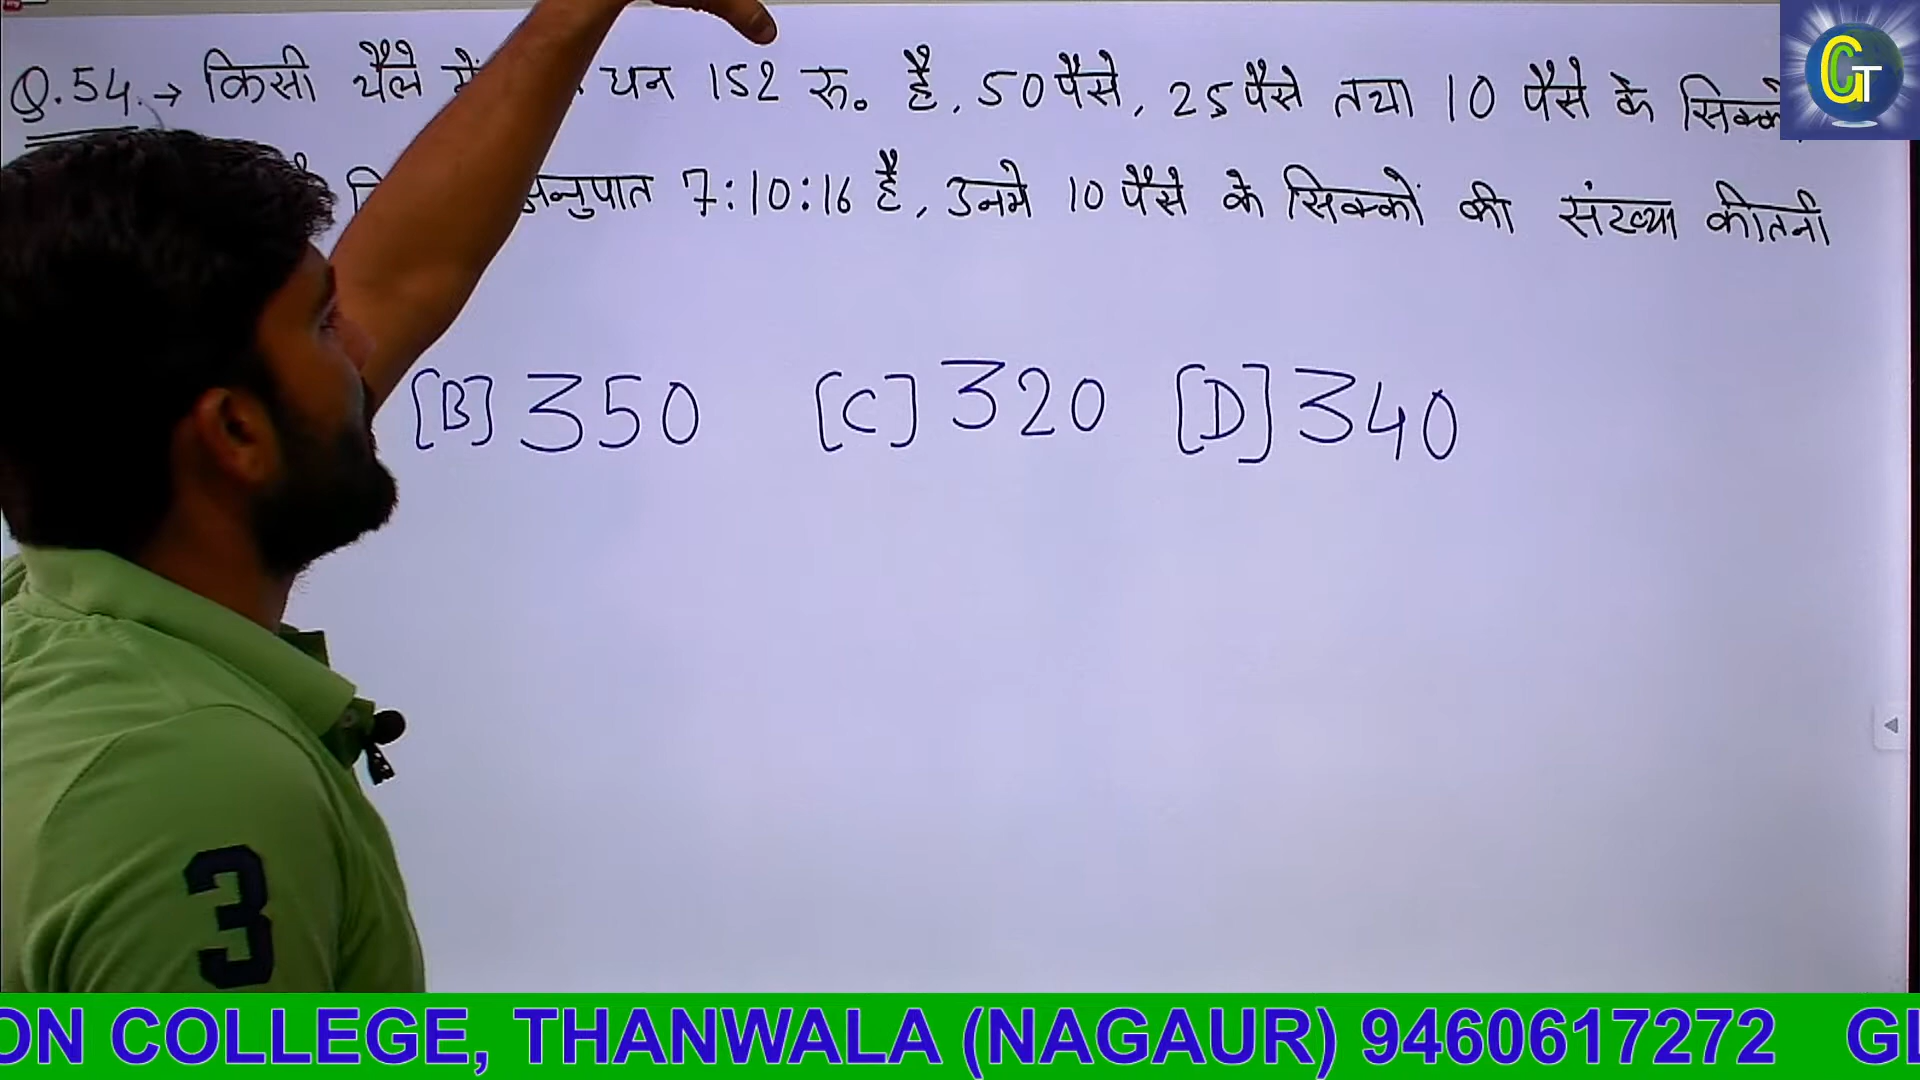 Q.54.→ किसी थैले में धन 152 रु. है, 50 पैसे, 25 पैसे तथा 10 पैसे के
अनुपात 7:10:16 है, उनमे 10 पैसे के सिक्कों की संख्या कीतनी
[B] 350 [C] 320 [D] 340
3
GT
ON COLLEGE, THANWALA (NAGAUR) 9460617272